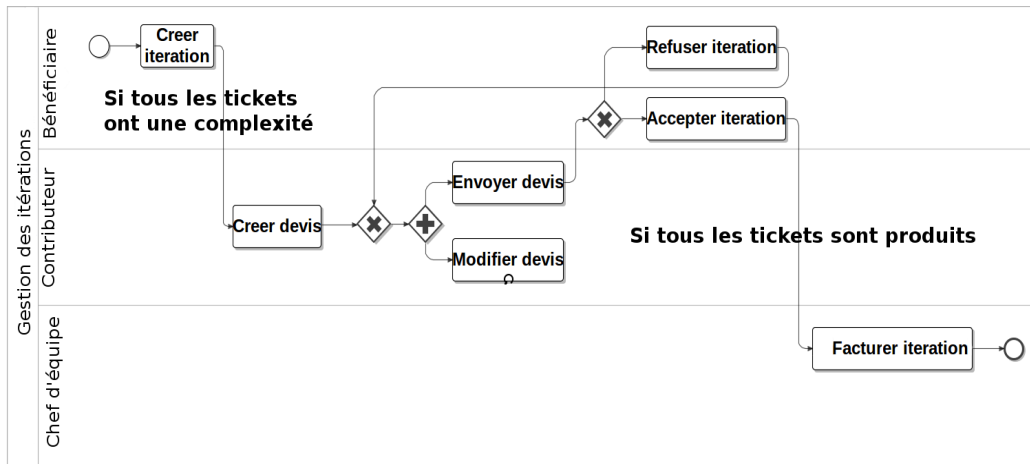 Gestion des itérations
Bénéficiaire
Creer
iteration
Si tous les tickets
ont une complexité
Refuser iteration
Accepter iteration
Contributeur
Creer devis
Envoyer devis
Modifier devis
Si tous les tickets sont produits
Chef d'équipe
Facturer iteration